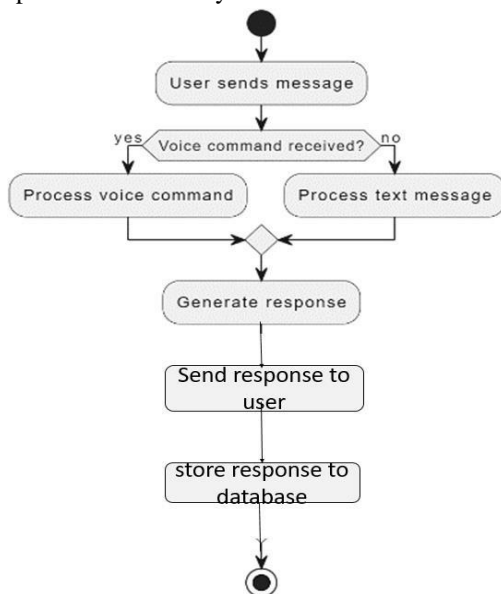 User sends message
Voice command received?
yes
no
Process voice command
Process text message
Generate response
Send response to
user
store response to
database